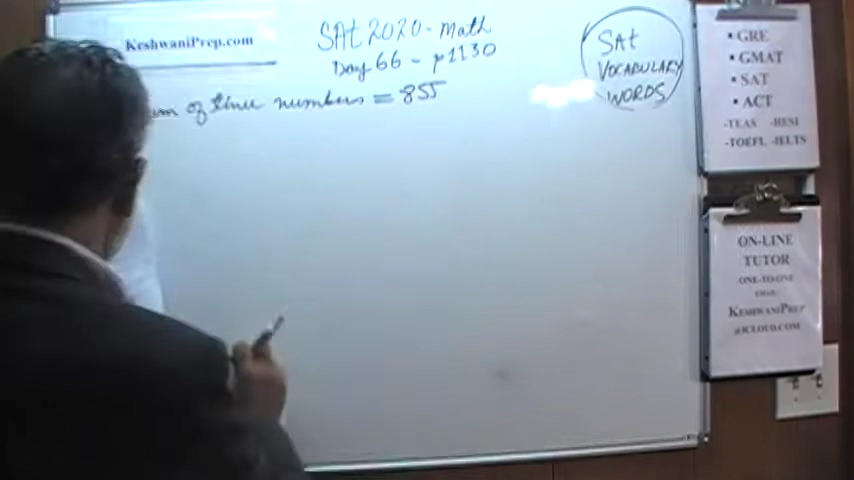 KeshwaniPrep.com
SAt 2020 - Math
Day 66 - p1130
of three numbers = 855
SAt
VOCABULARY
WORDS
• GRE
• GMAT
• SAT
• ACT
-TEAS -HESI
-TOEFL -IELTS
ON-LINE
TUTOR
ONE-TO-ONE
EMAIL:
KESHWANIPREP
@ICLOUD.COM